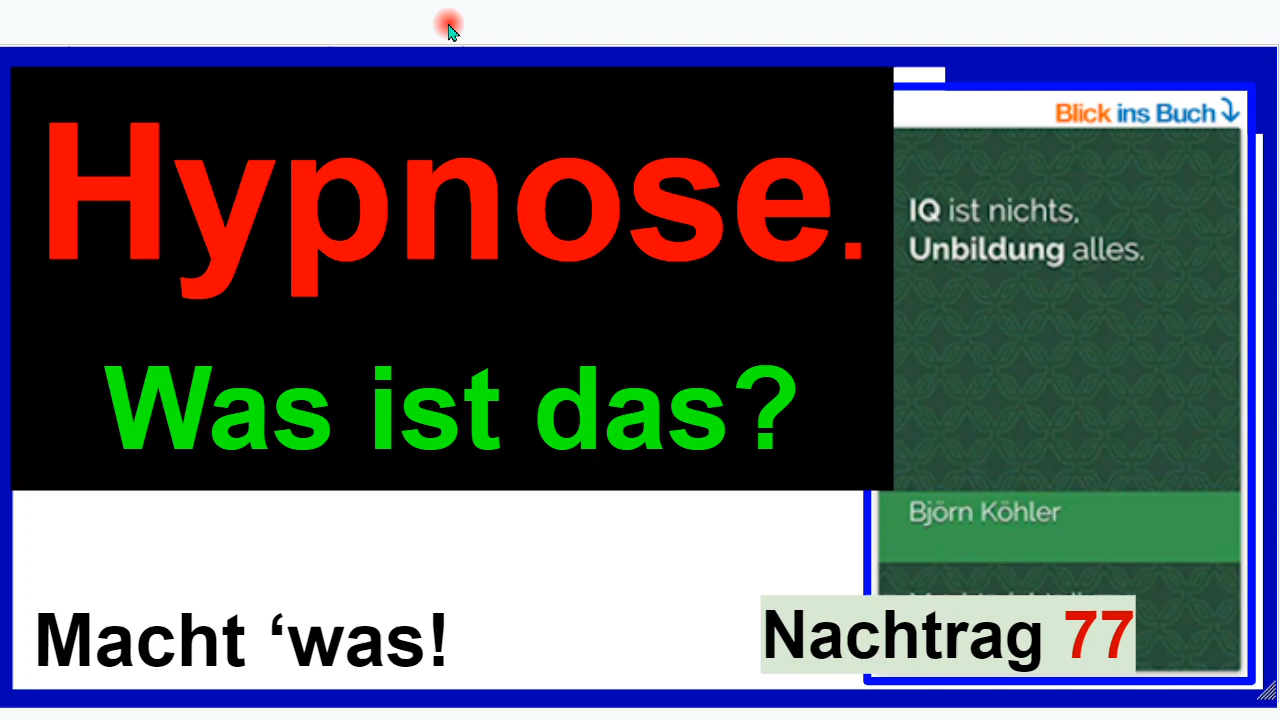 Hypnose.
Was ist das?
Blick ins Buch
IQ ist nichts,
Unbildung alles.
Björn Köhler
Macht ‘was!
Nachtrag 77